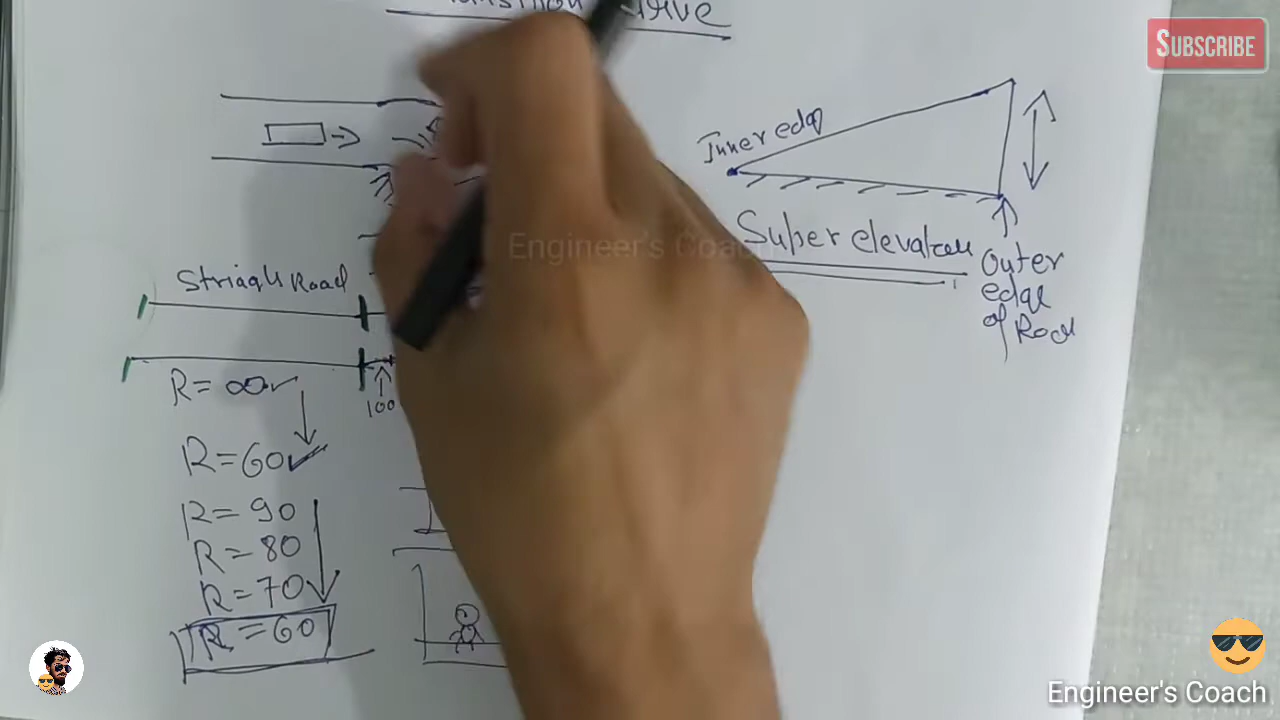 SUBSCRIBE
Inner edg
Super elevation
Outer
edge
of Road
Engineer's Coach
Striagh Road
R= ∞
100
R=60
R= 90
R= 80
R= 70
R= 60
Engineer's Coach